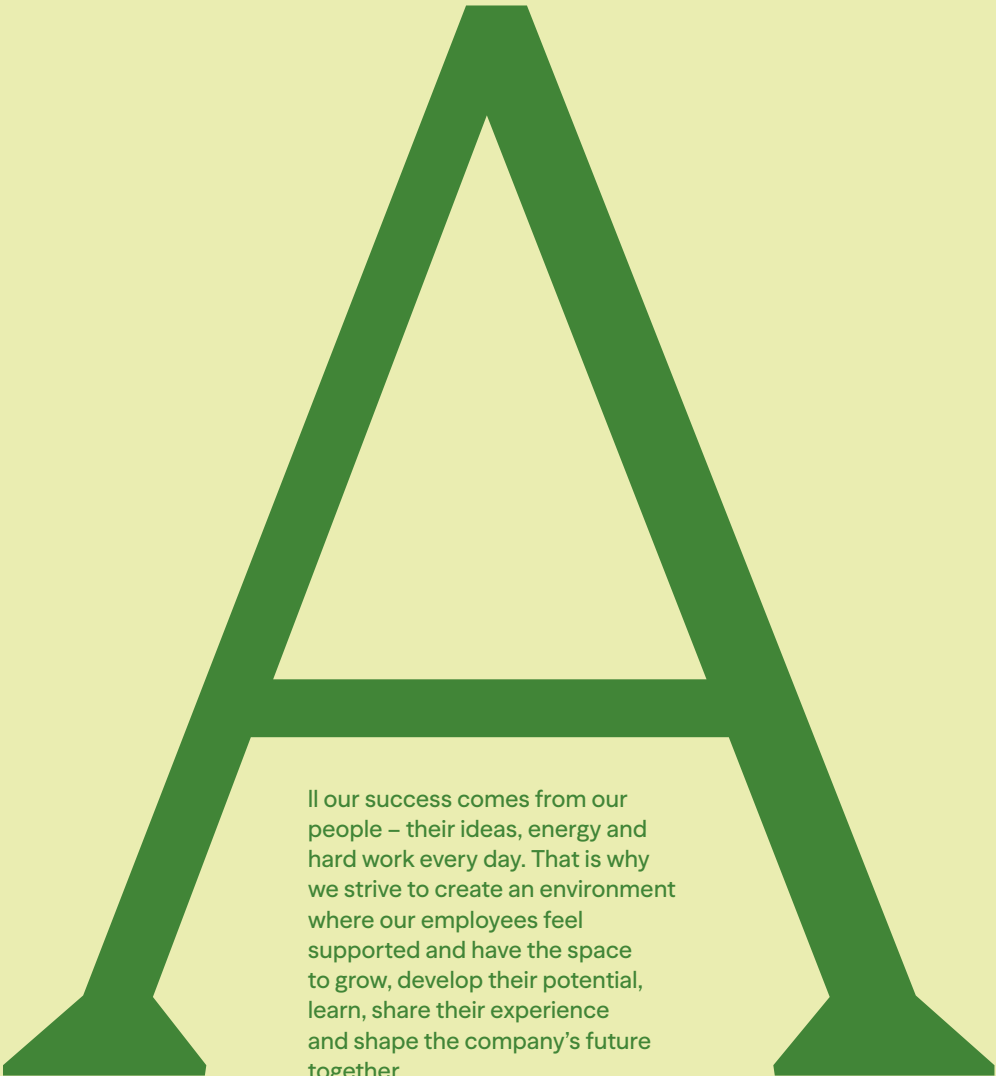 A
ll our success comes from our
people – their ideas, energy and
hard work every day. That is why
we strive to create an environment
where our employees feel
supported and have the space
to grow, develop their potential,
learn, share their experience
and shape the company’s future
together